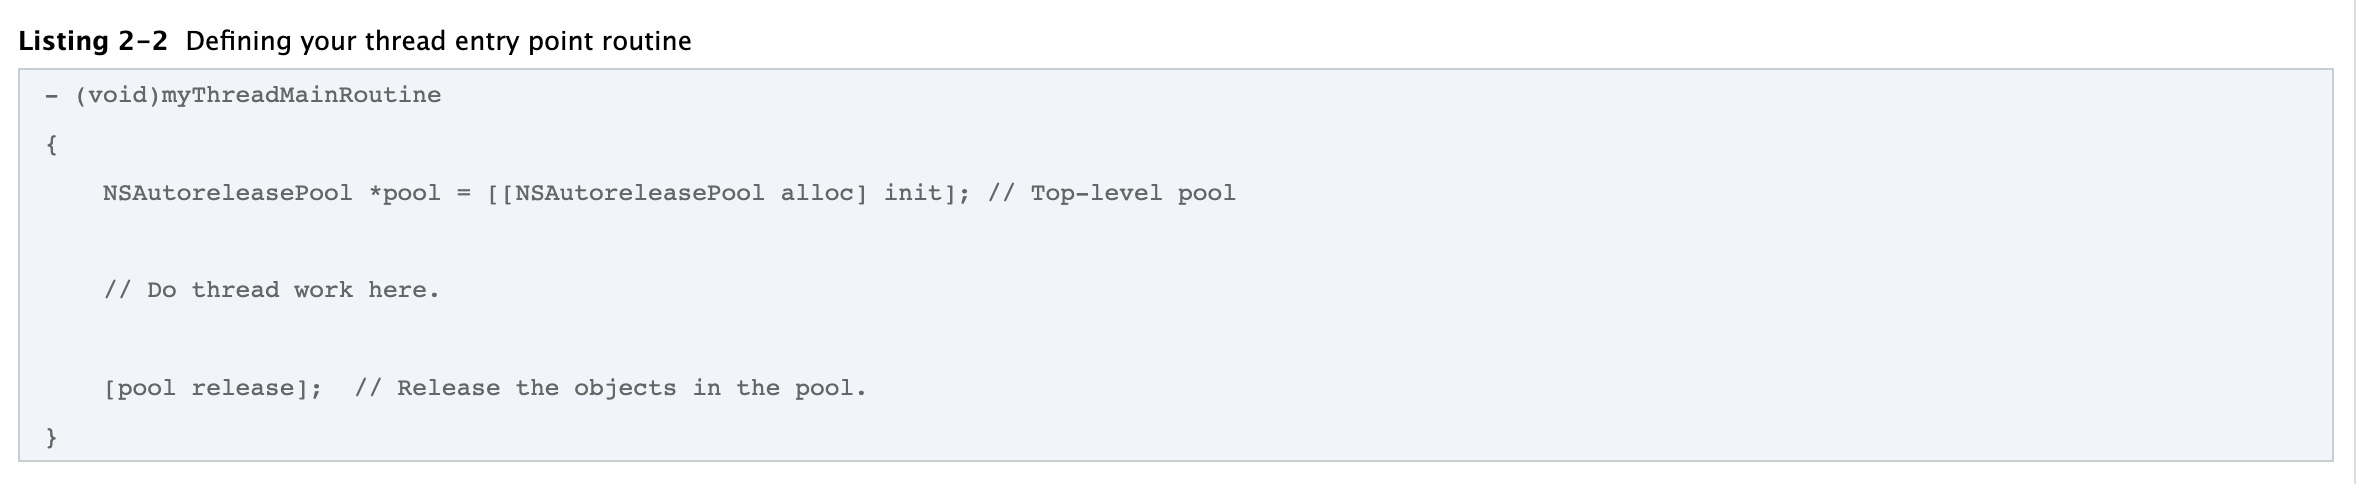 Listing 2-2  Defining your thread entry point routine
- (void)myThreadMainRoutine
{
    NSAutoreleasePool *pool = [[NSAutoreleasePool alloc] init]; // Top-level pool
    // Do thread work here.
    [pool release];  // Release the objects in the pool.
}